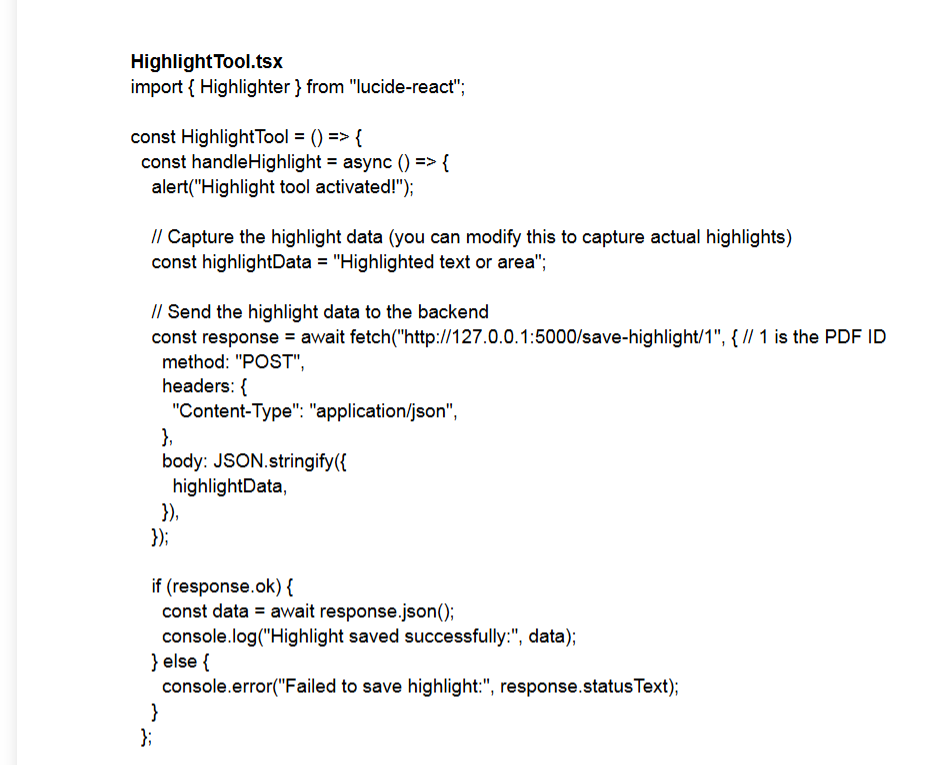 HighlightTool.tsx
import { Highlighter } from "lucide-react";
const HighlightTool = () => {
const handleHighlight = async () => {
alert("Highlight tool activated!");
// Capture the highlight data (you can modify this to capture actual highlights)
const highlightData = "Highlighted text or area";
// Send the highlight data to the backend
const response = await fetch("http://127.0.0.1:5000/save-highlight/1", { // 1 is the PDF ID
method: "POST",
headers: {
"Content-Type": "application/json",
},
body: JSON.stringify({
highlightData,
}),
});
if (response.ok) {
const data = await response.json();
console.log("Highlight saved successfully:", data);
} else {
console.error("Failed to save highlight:", response.statusText);
}
};